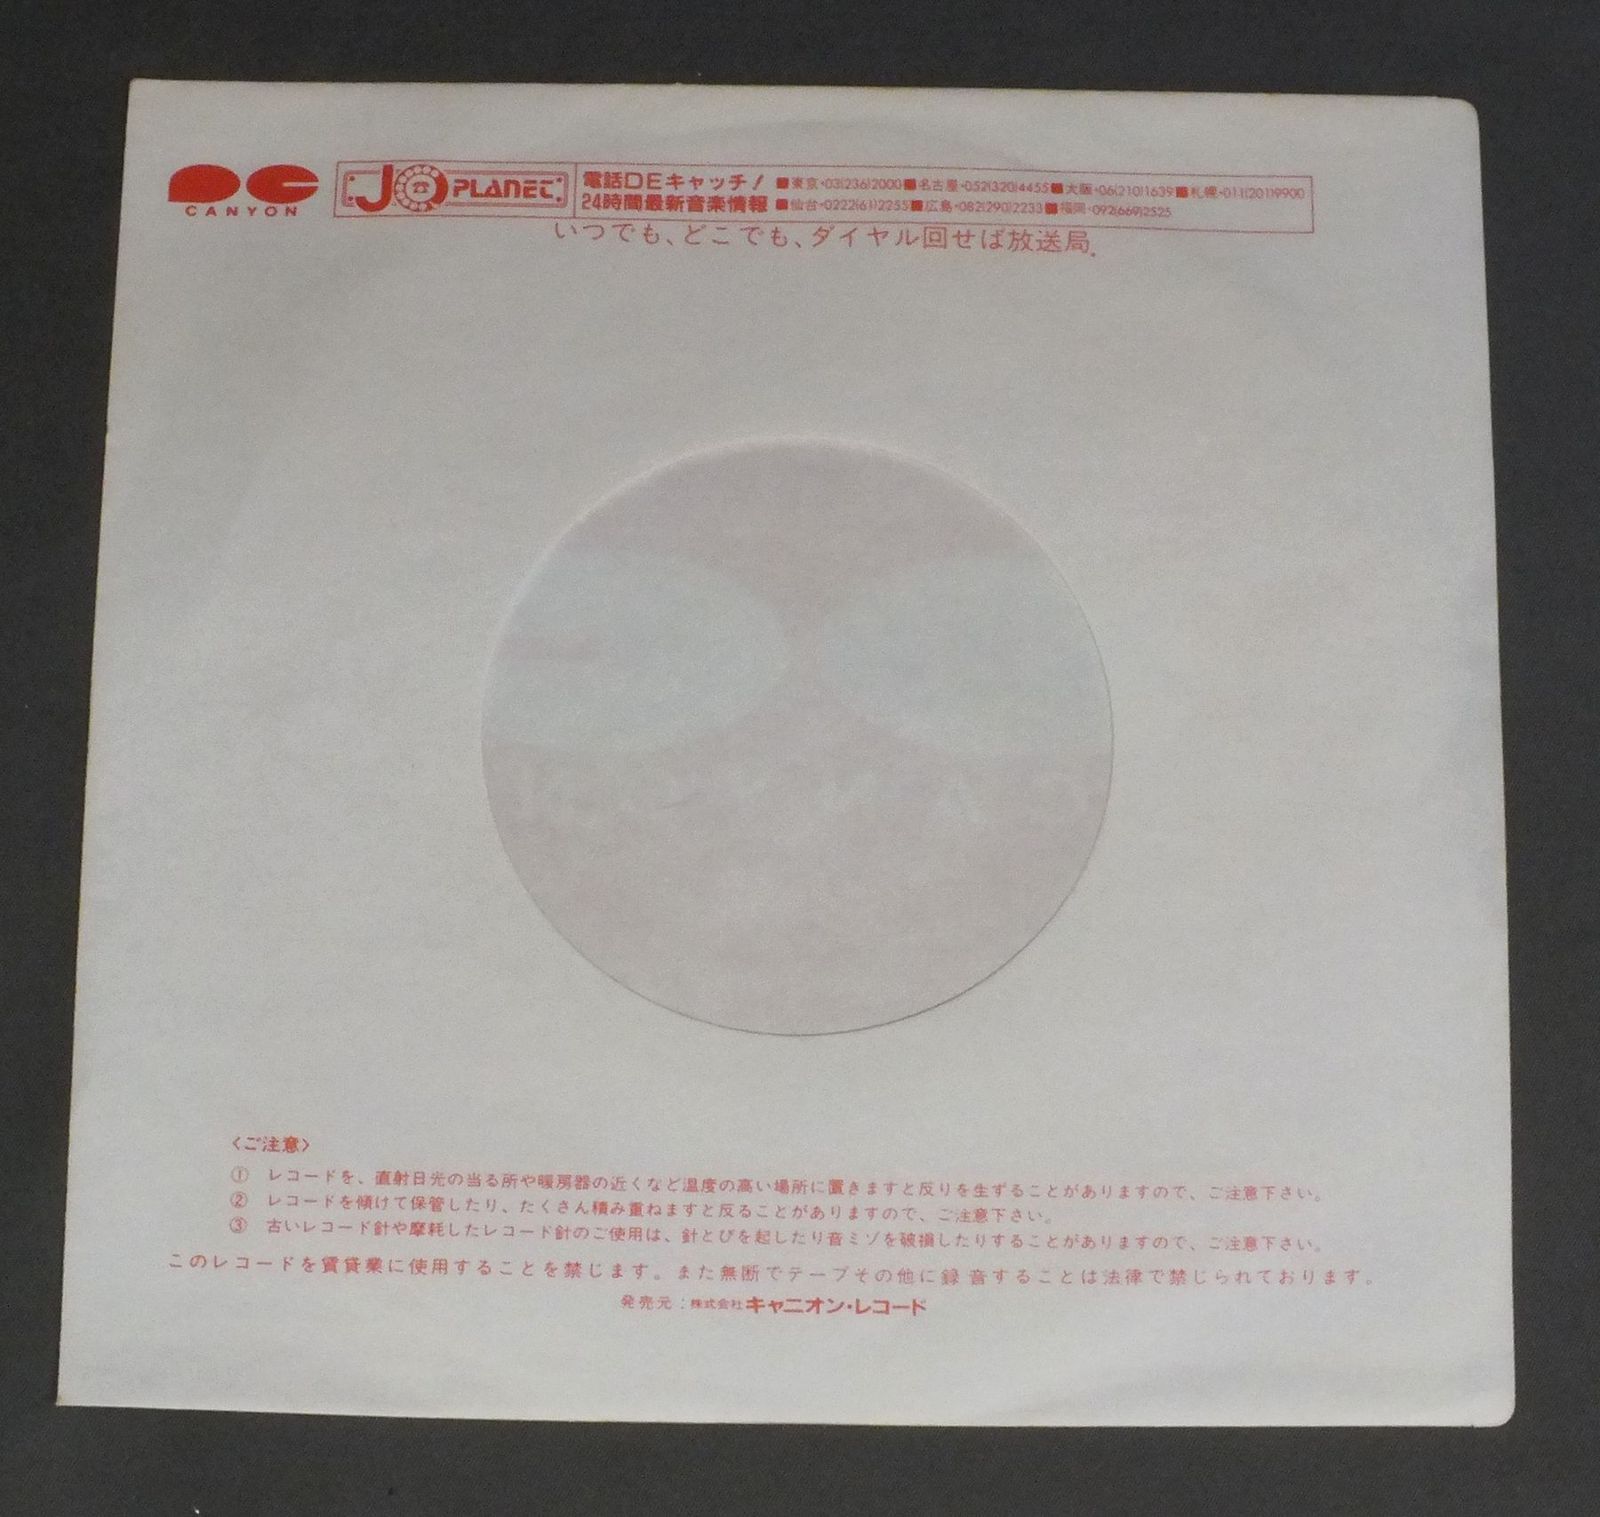 CANYON
JO PLANET
電話DEキャッチ! ■東京・03(236)2000■名古屋・052(320)4455■大阪・06(210)1639■札幌・011(201)9900
24時間最新音楽情報 ■仙台・0222(61)2255■広島・082(290)2233■福岡・092(669)2525
いつでも、どこでも、ダイヤル回せば放送局.
〈ご注意〉
① レコードを、直射日光の当る所や暖房器の近くなど温度の高い場所に置きますと反りを生ずることがありますので、ご注意下さい。
② レコードを傾けて保管したり、たくさん積み重ねますと反ることがありますので、ご注意下さい。
③ 古いレコード針や摩耗したレコード針のご使用は、針とびを起したり音ミゾを破損したりすることがありますので、ご注意下さい。
このレコードを賃貸業に使用することを禁じます。また無断でテープその他に録音することは法律で禁じられております。
発売元:株式会社キャニオン・レコード